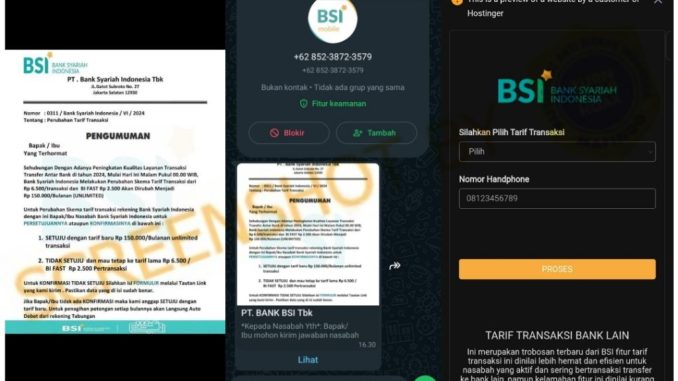 BSI BANK SYARIAH
INDONESIA
PT . Bank Syariah Indonesia Tbk
JL.Gatot Subroto No. 27
Jakarta Selatan 12950
Nomor : 0311 / Bank Syariah Indonesia / VI / 2024
Tentang : Perubahan Tarif Transaksi
PENGUMUMAN
Bapak / Ibu
Yang Terhormat
Sehubungan Dengan Adanya Peningkatan Kualitas Layanan Transaksi
Transfer Antar Bank di tahun 2024, Mulai Hari ini Malam Pukul 00.00 WIB,
Bank Syariah Indonesia Melakukan Perubahan Skema Tarif Transaksi dari
Rp 6.500/transaksi dan BI FAST Rp 2.500 Akan Dirubah Menjadi
Rp 150.000/Bulan (UNLIMITED)
Untuk Perubahan Skema transaksi rekening Bank Syariah Indonesia
dengan ini Bapak/Ibu Nasabah Bank Syariah Indonesia untuk
PERSETUJUANNYA ataupun KONFIRMASINYA di bawah ini :
1. SETUJU dengan tarif baru Rp 150.000/Bulanan unlimited
transaksi
2. TIDAK SETUJU dan mau tetap ke tarif lama Rp 6.500 /
BI FAST Rp 2.500 Pertransaksi
Untuk KONFIRMASI TIDAK SETUJU Silahkan isi FORMULIR melalui Tautan Link
yang kami kirim . Pastikan data yang di isi sudah benar.
Jika Bapak/Ibu tidak ada KONFIRMASI maka kami anggap SETUJU dengan
tarif baru. Untuk penagihan potongan setiap bulannya akan Langsung Auto
Debet dari rekening Tabungan
BSI
SCREENSHOT
BSI
mobile
+62 852-3872-3579
+62 852-3872-3579
Bukan kontak • Tidak ada grup yang sama
Fitur keamanan
Blokir
Tambah
PT . Bank Syariah Indonesia Tbk
PENGUMUMAN
PT. BANK BSI Tbk
*Kepada Nasabah Yth*: Bapak/
Ibu mohon kirim jawaban nasabah
16.30
Lihat
This is a preview of a website by a customer of
Hostinger
BSI BANK SYARIAH
INDONESIA
Silahkan Pilih Tarif Transaksi
Pilih
Nomor Handphone
08123456789
PROSES
TARIF TRANSAKSI BANK LAIN
Ini merupakan trobosan terbaru dari BSI fitur tarif
transaksi ini dinilai lebih hemat dan efisien untuk
nasabah yang aktif dan sering bertransaksi transfer
ke bank lain, namun kelamahan fitur ini dinilai kurang